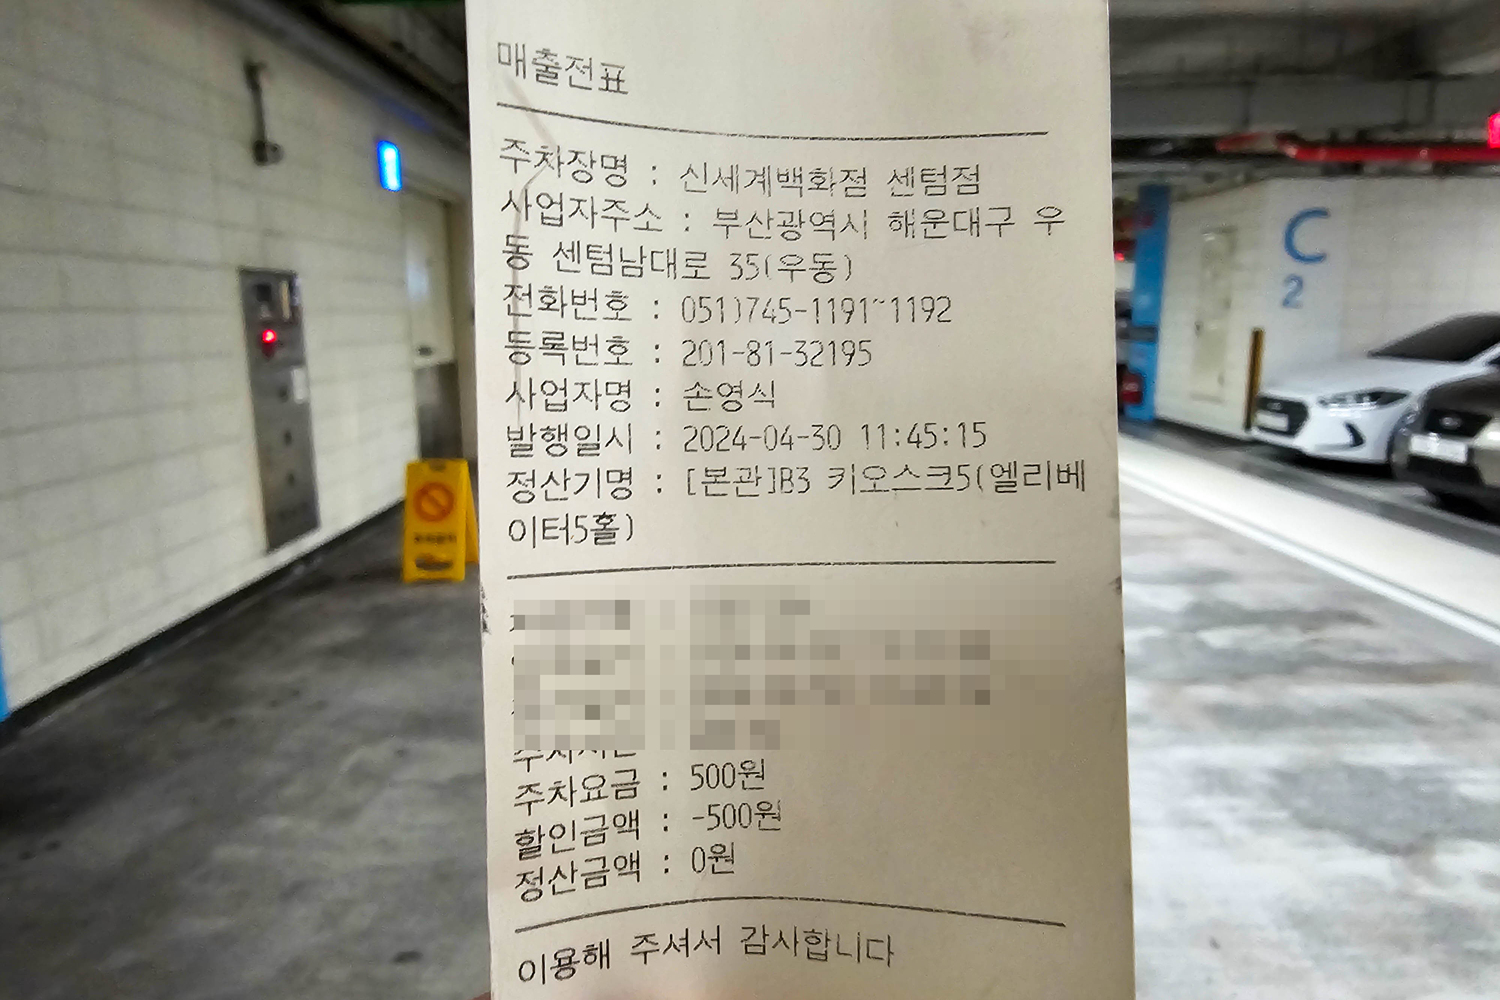 매출전표
주차장명 : 신세계백화점 센텀점
사업자주소 : 부산광역시 해운대구 우
동 센텀남대로 35(우동)
전화번호 : 051)745-1191~1192
등록번호 : 201-81-32195
사업자명 : 손영식
발행일시 : 2024-04-30 11:45:15
정산기명 : [본관]B3 키오스크5(엘리베
이터5홀)
주차요금 : 500원
할인금액 : -500원
정산금액 : 0원
이용해 주셔서 감사합니다
C
2